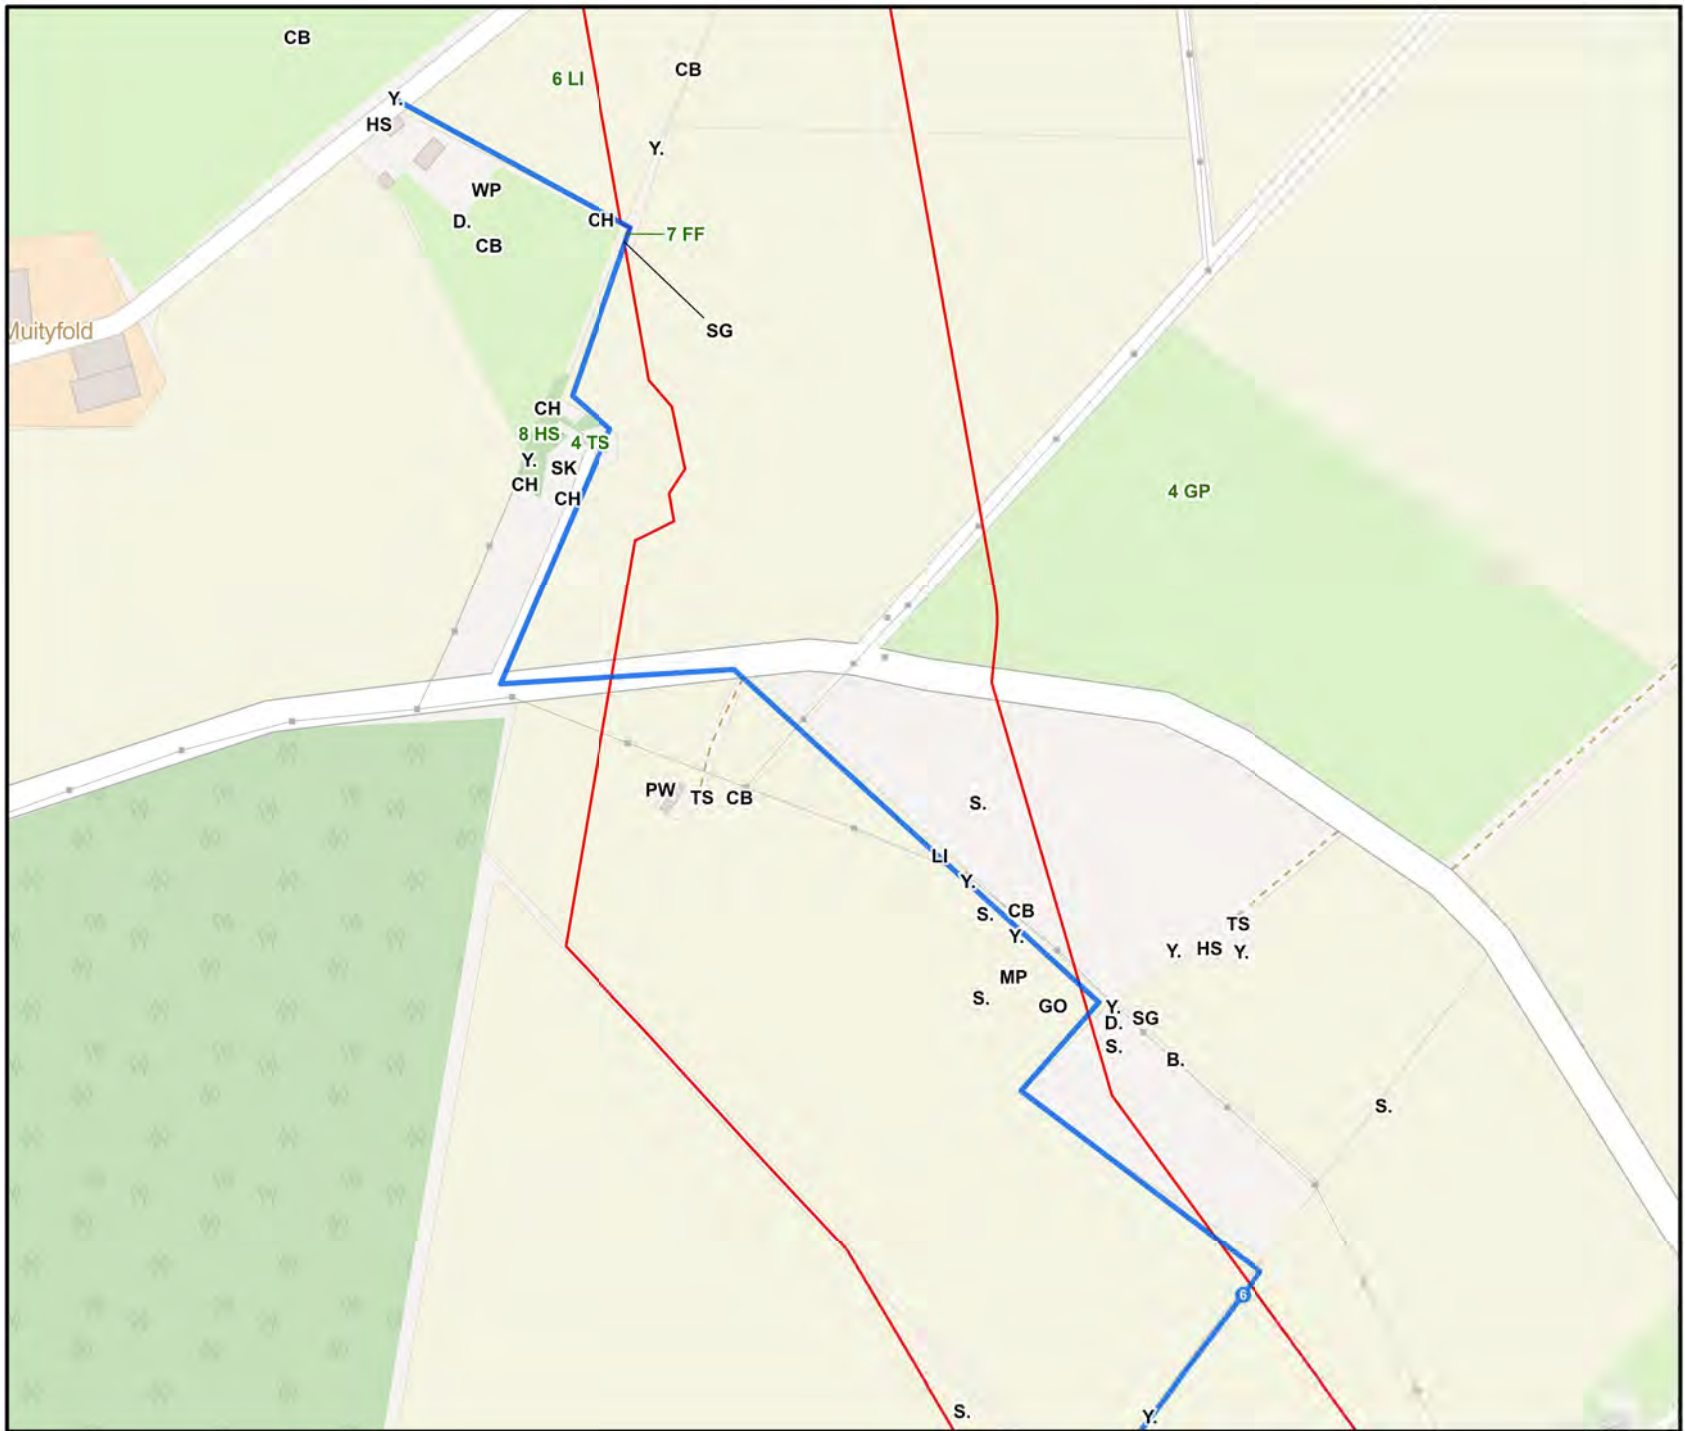 CB
6 LI
CB
Y.
HS
Y.
WP
D.
CB
CH
7 FF
SG
Muityfold
CH
8 HS
4 TS
Y.
SK
CH
CH
4 GP
PW
TS
CB
S.
LI
Y.
S.
CB
Y.
TS
Y.
HS
Y.
MP
S.
GO
Y.
D.
SG
S.
B.
S.
6
S.
Y.